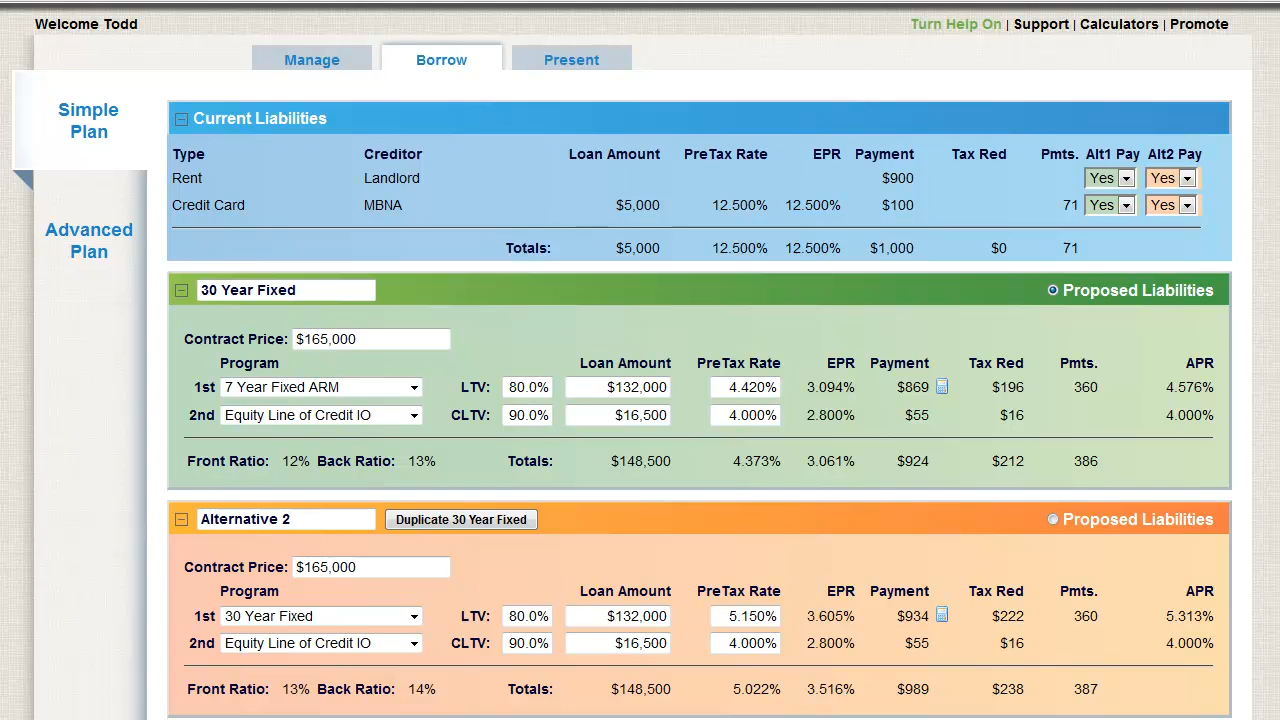 Welcome Todd
Turn Help On | Support | Calculators | Promote
Manage Borrow Present
Simple
Plan
Advanced
Plan
Current Liabilities
Type Creditor Loan Amount PreTax Rate EPR Payment Tax Red Pmts. Alt1 Pay Alt2 Pay
Rent Landlord $900 Yes Yes
Credit Card MBNA $5,000 12.500% 12.500% $100 71 Yes Yes
Totals: $5,000 12.500% 12.500% $1,000 $0 71
30 Year Fixed Proposed Liabilities
Contract Price: $165,000
Program Loan Amount PreTax Rate EPR Payment Tax Red Pmts. APR
1st 7 Year Fixed ARM LTV: 80.0% $132,000 4.420% 3.094% $869 $196 360 4.576%
2nd Equity Line of Credit IO CLTV: 90.0% $16,500 4.000% 2.800% $55 $16 4.000%
Front Ratio: 12% Back Ratio: 13% Totals: $148,500 4.373% 3.061% $924 $212 386
Alternative 2 Duplicate 30 Year Fixed Proposed Liabilities
Contract Price: $165,000
Program Loan Amount PreTax Rate EPR Payment Tax Red Pmts. APR
1st 30 Year Fixed LTV: 80.0% $132,000 5.150% 3.605% $934 $222 360 5.313%
2nd Equity Line of Credit IO CLTV: 90.0% $16,500 4.000% 2.800% $55 $16 4.000%
Front Ratio: 13% Back Ratio: 14% Totals: $148,500 5.022% 3.516% $989 $238 387